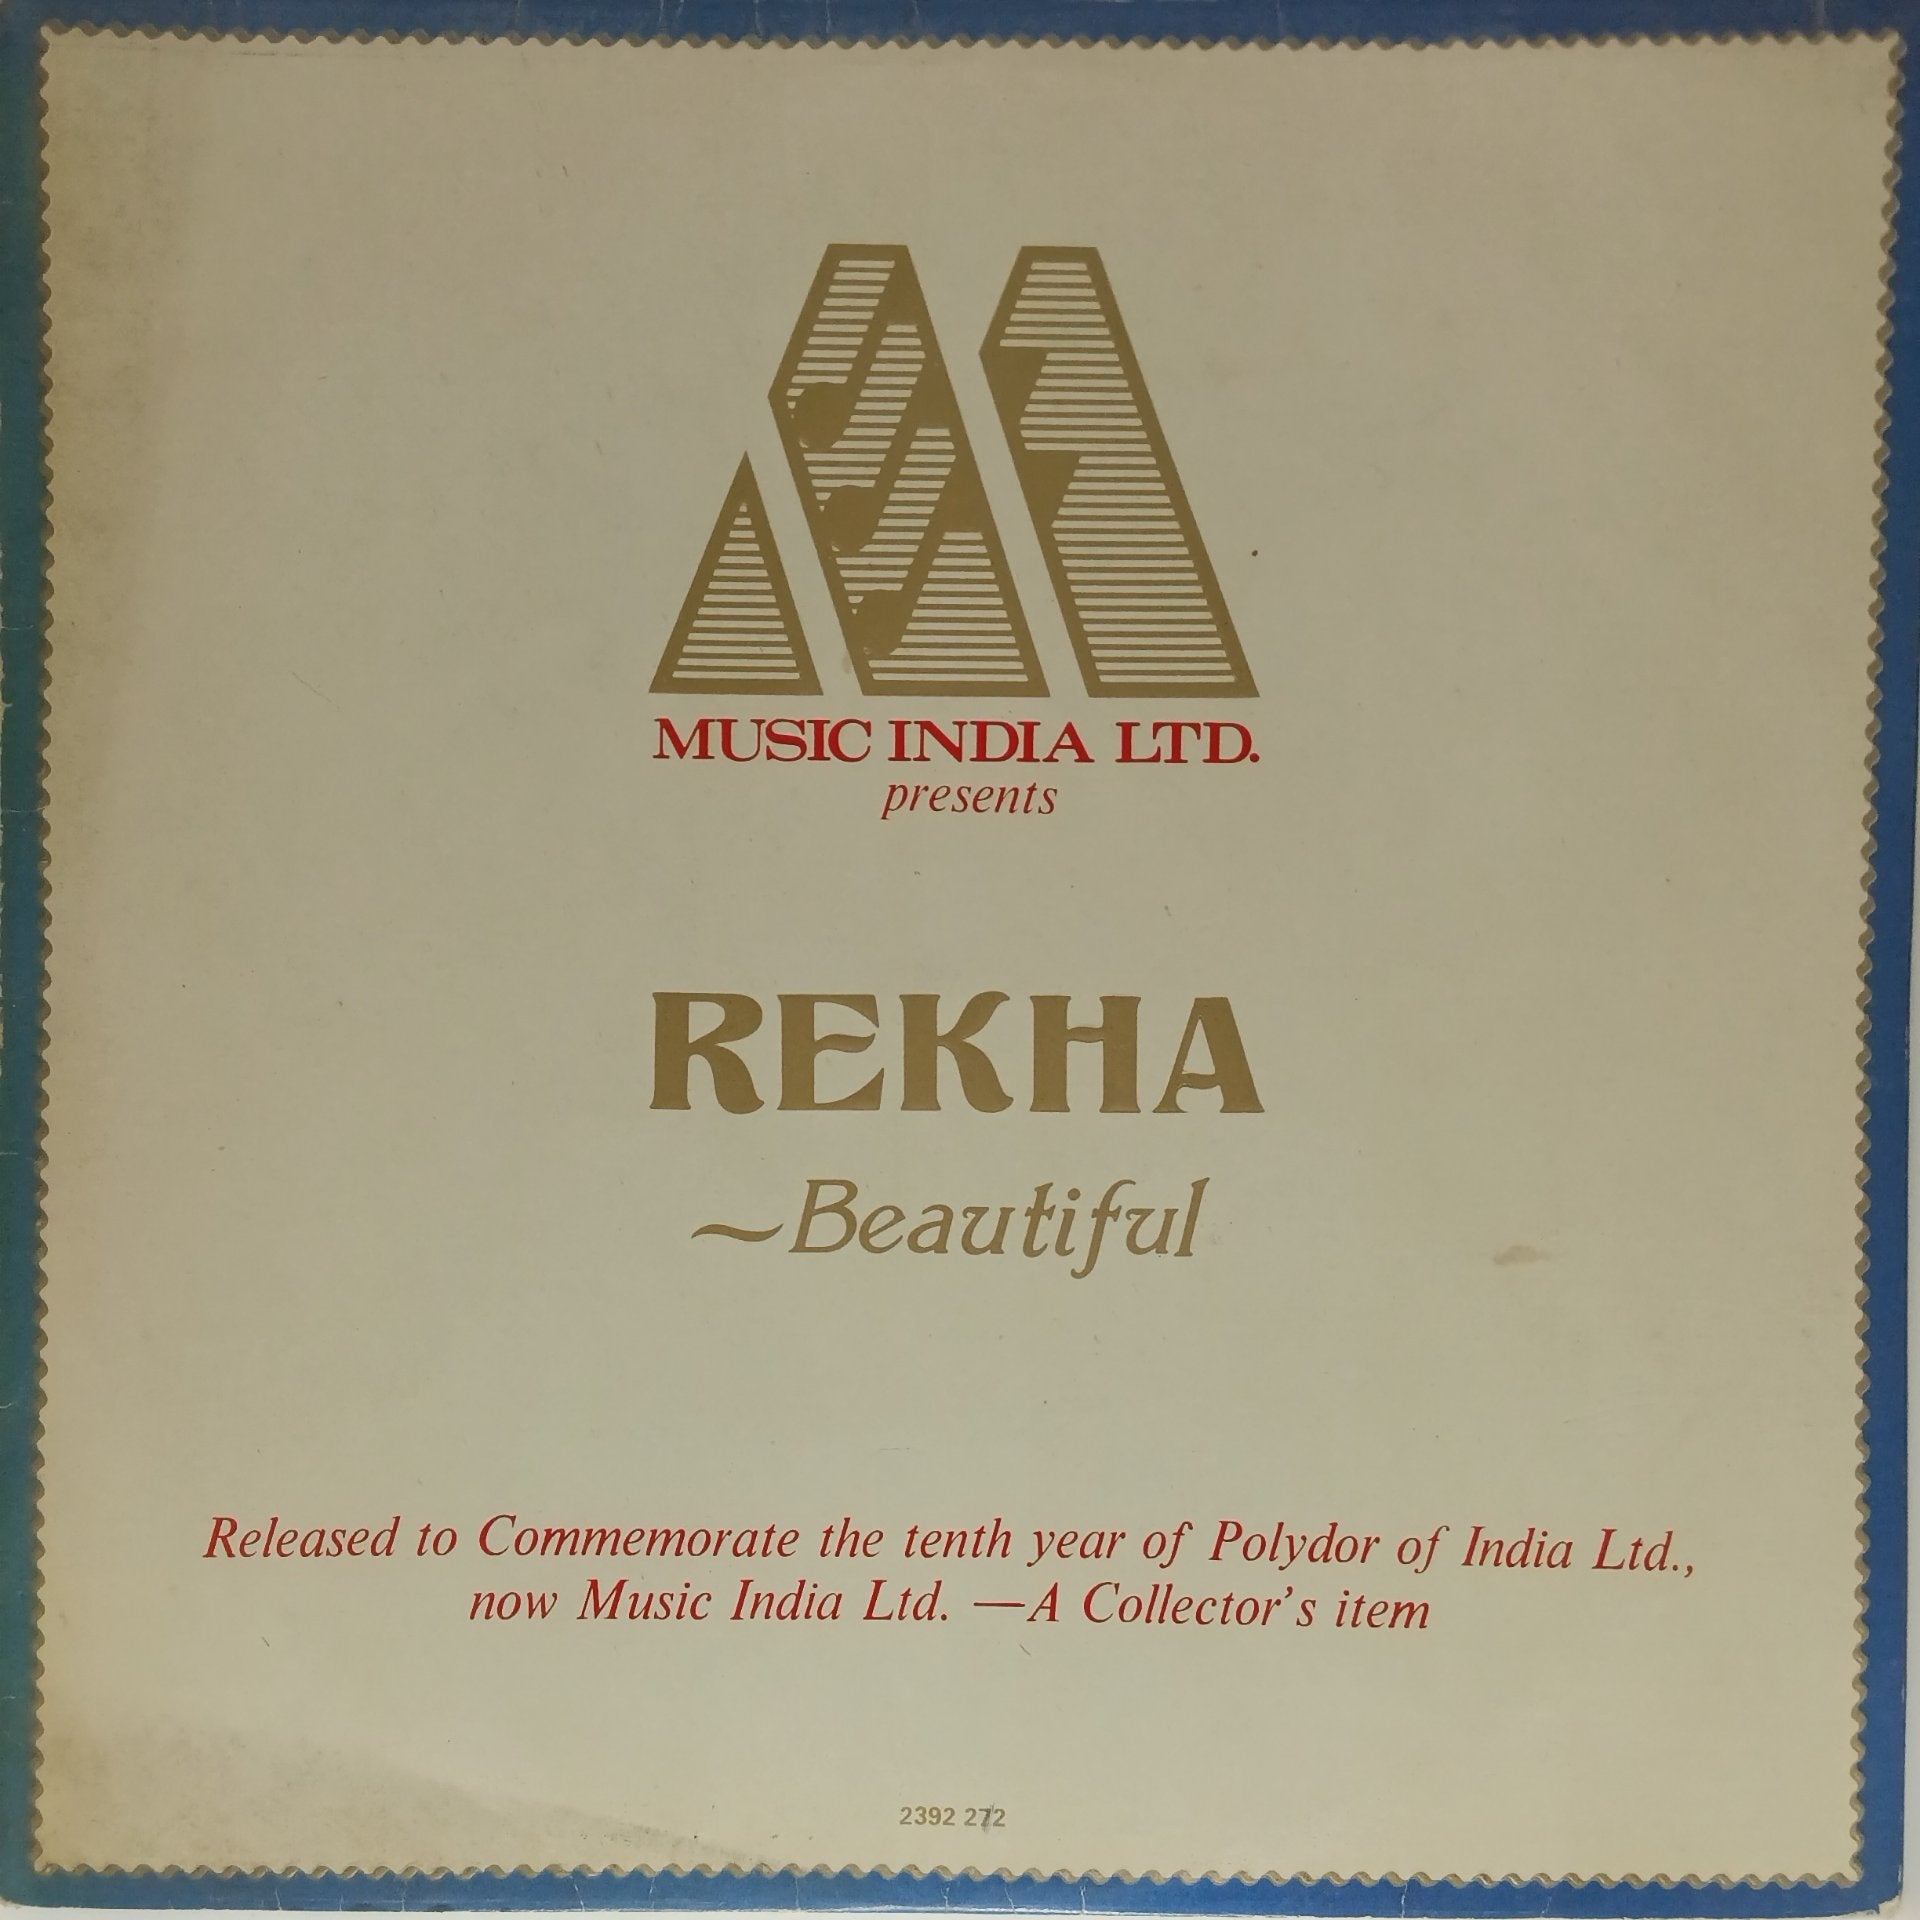 MUSIC INDIA LTD.
presents
REKHA
~Beautiful
Released to Commemorate the tenth year of Polydor of India Ltd.,
now Music India Ltd. —A Collector's item
2392 272